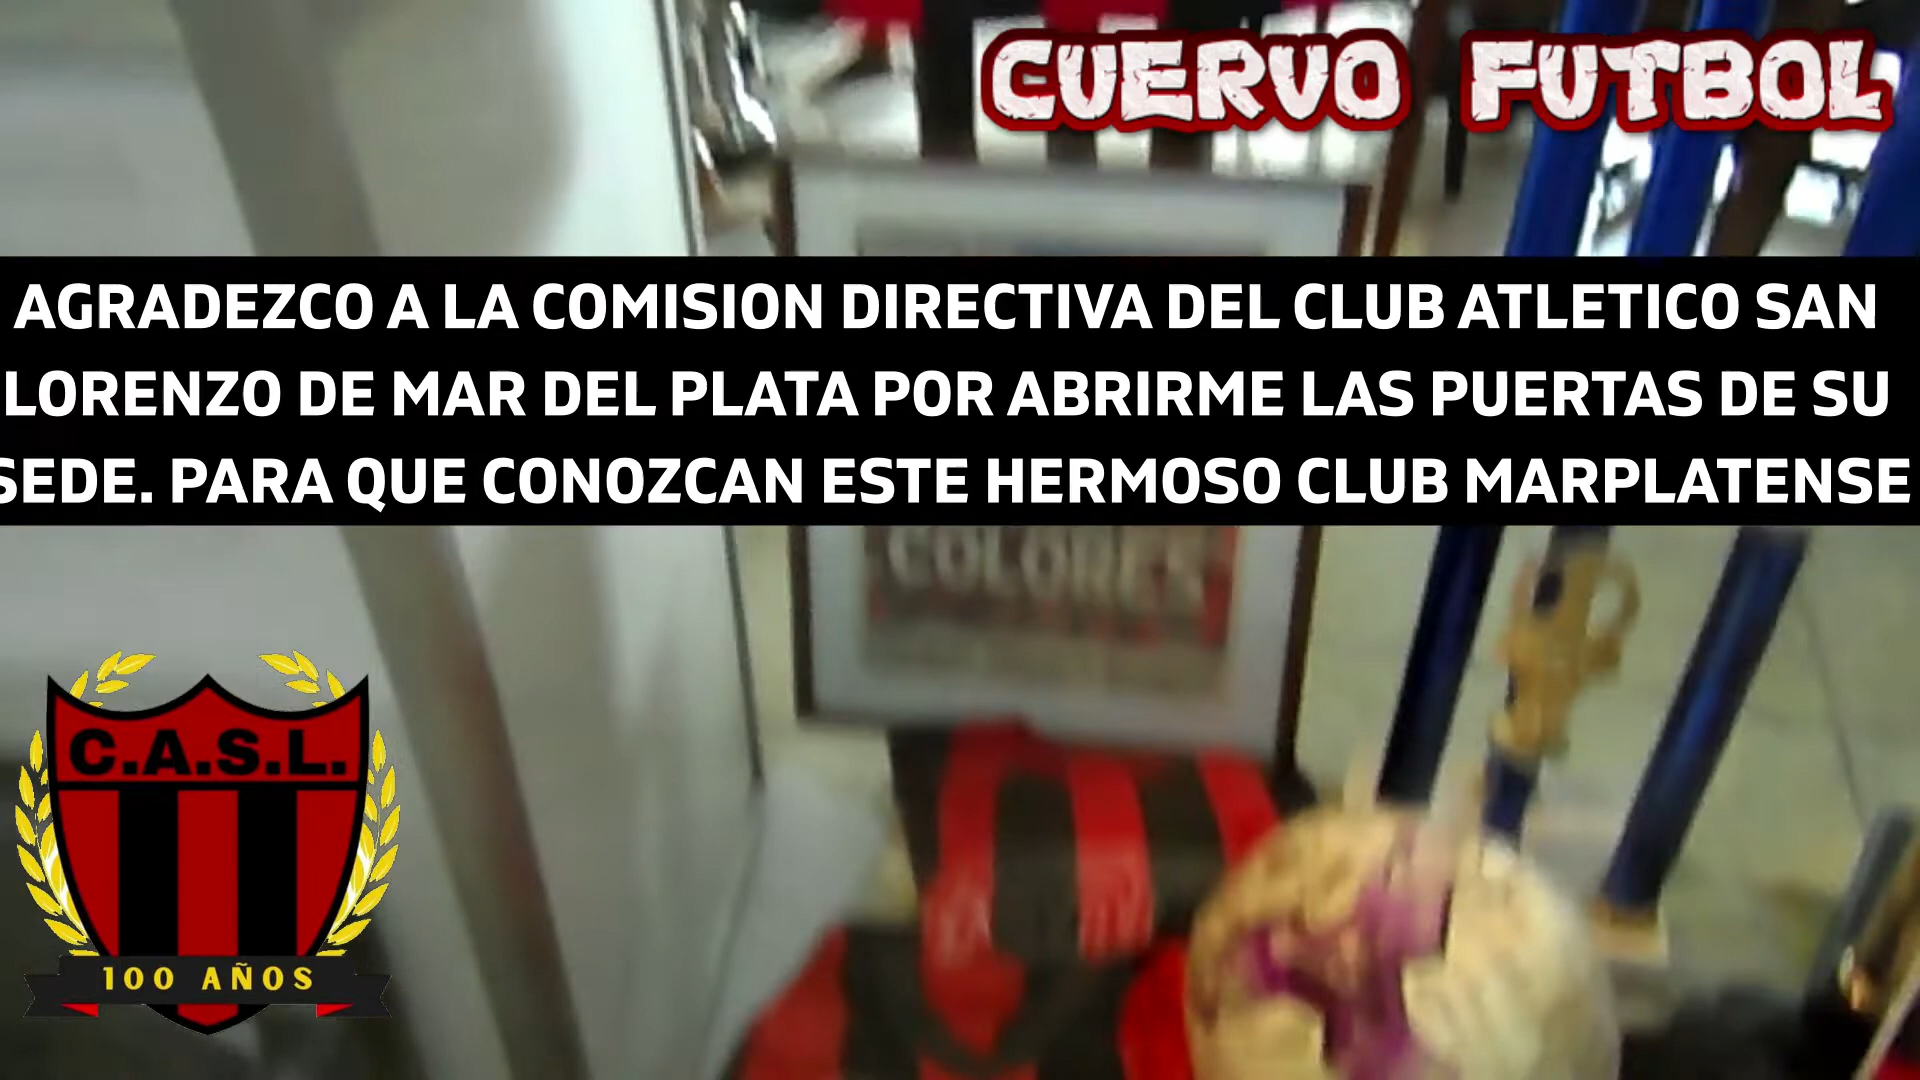 CUERVO FUTBOL
AGRADEZCO A LA COMISION DIRECTIVA DEL CLUB ATLETICO SAN
LORENZO DE MAR DEL PLATA POR ABRIRME LAS PUERTAS DE SU
SEDE. PARA QUE CONOZCAN ESTE HERMOSO CLUB MARPLATENSE
COLORES
C.A.S.L.
100 AÑOS